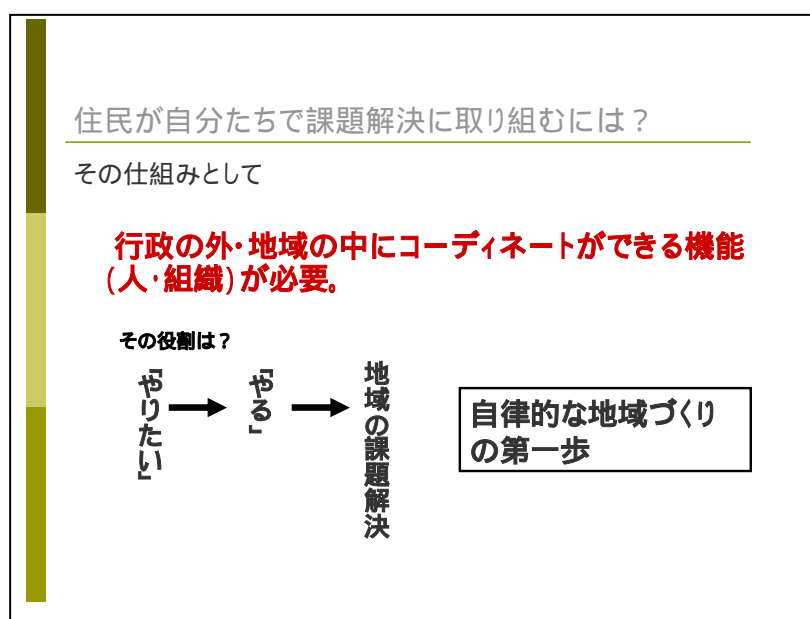 住民が自分たちで課題解決に取り組むには？
その仕組みとして
行政の外・地域の中にコーディネートができる機能
(人・組織)が必要。
その役割は？
「やりたい」
「やる」
地域の課題解決
自律的な地域づくり
の第一歩